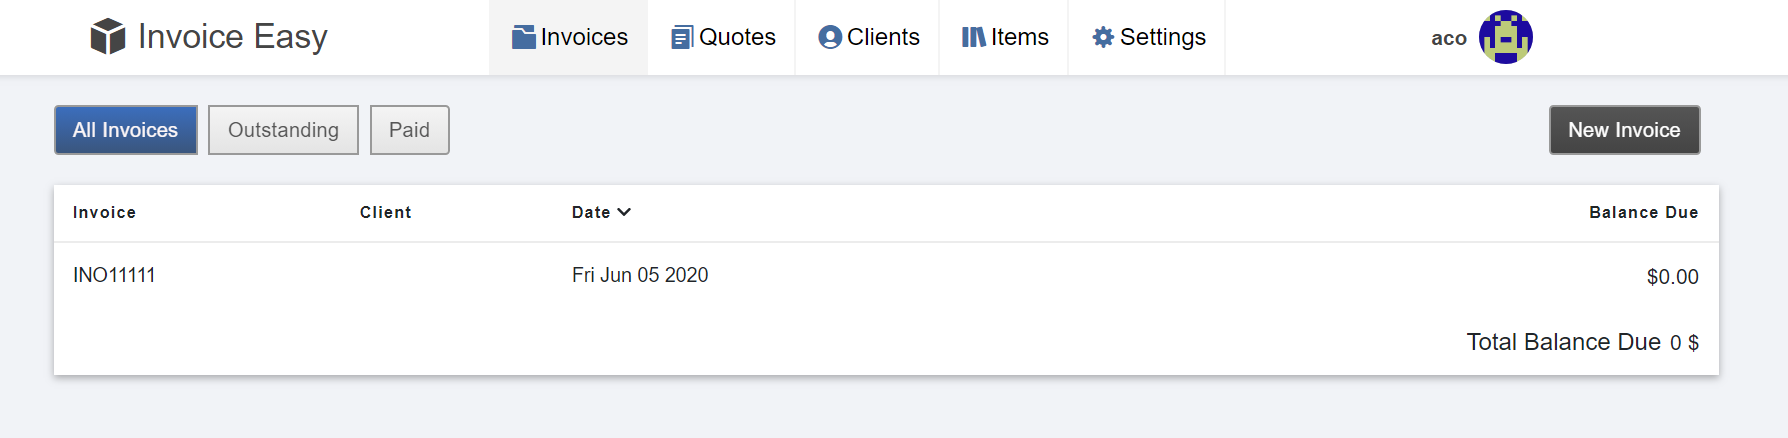 Invoice Easy Invoices Quotes Clients Items Settings aco
All Invoices Outstanding Paid New Invoice
Invoice Client Date Balance Due
INO11111 Fri Jun 05 2020 $0.00
Total Balance Due 0 $